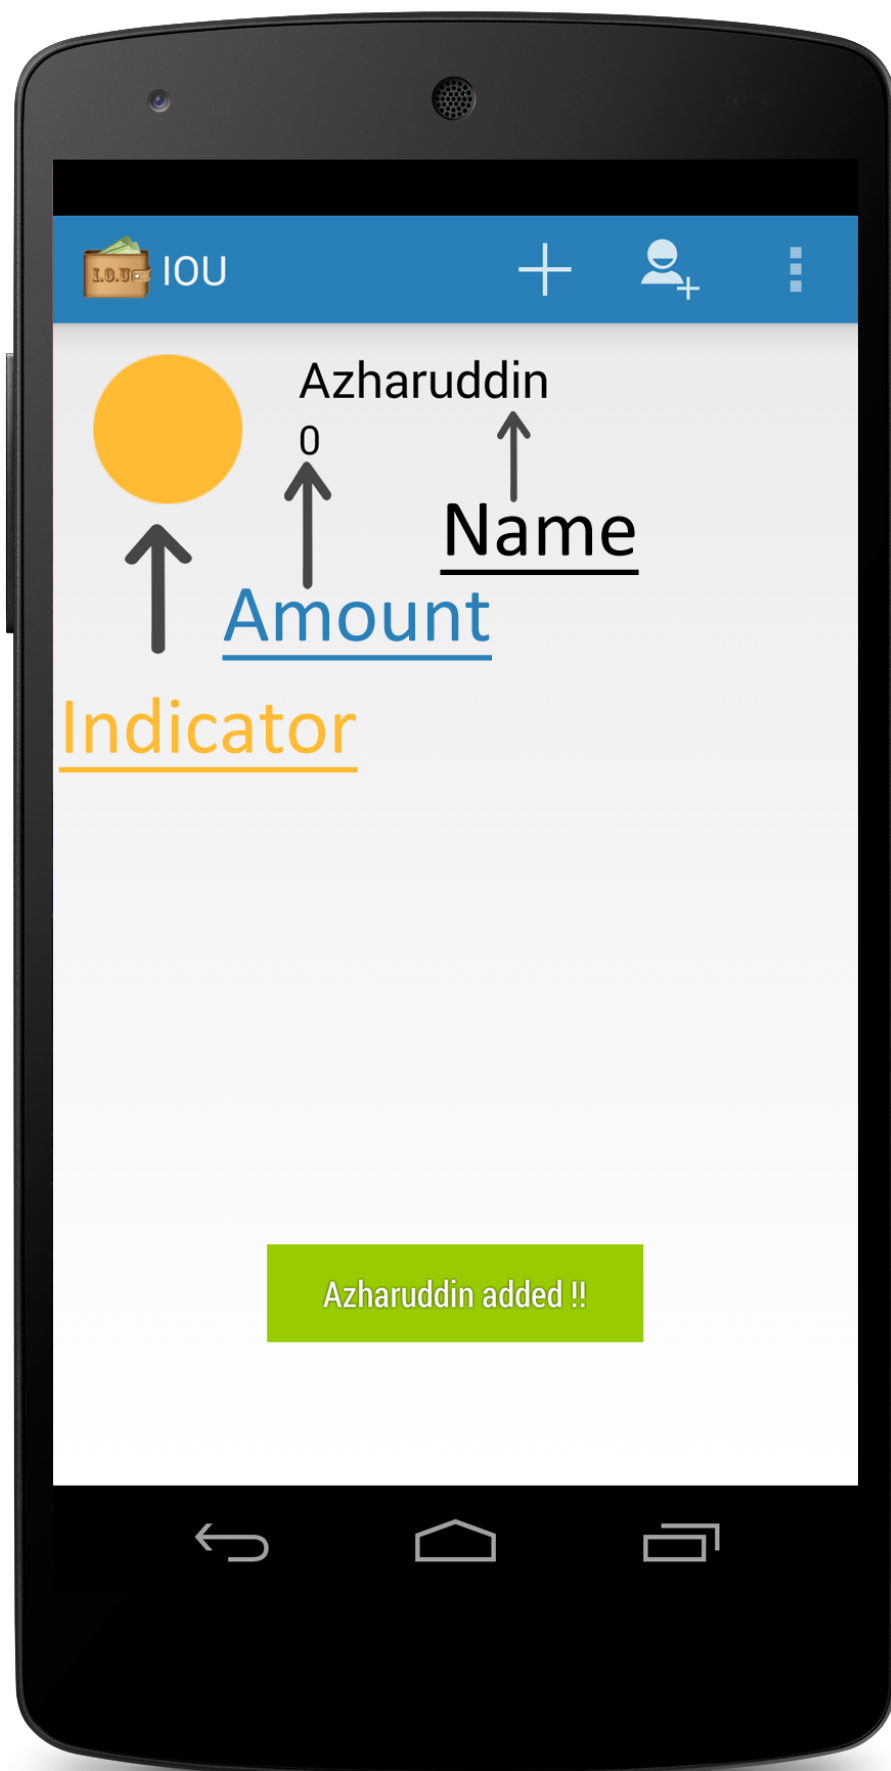 I.O.U
IOU
Azharuddin
0
Name
Amount
Indicator
Azharuddin added !!